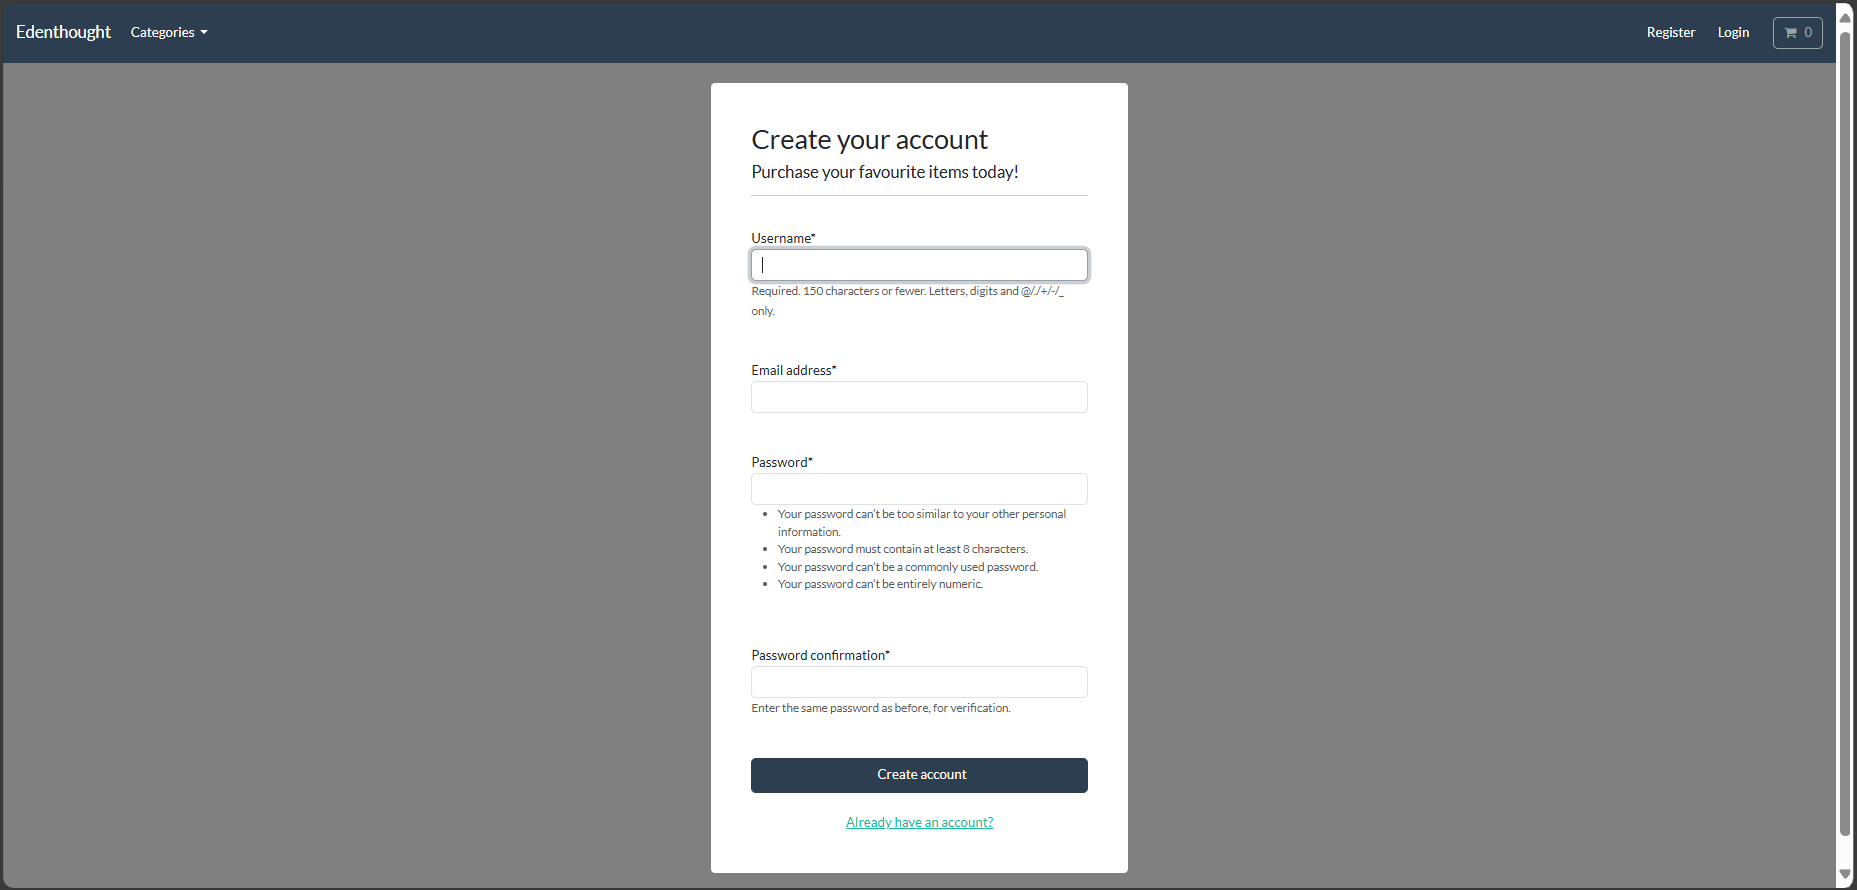 Edenthought
Categories
Register
Login
0
Create your account
Purchase your favourite items today!
Username*
Required. 150 characters or fewer. Letters, digits and @/./+/-/_
only.
Email address*
Password*
Your password can't be too similar to your other personal
information.
Your password must contain at least 8 characters.
Your password can't be a commonly used password.
Your password can't be entirely numeric.
Password confirmation*
Enter the same password as before, for verification.
Create account
Already have an account?